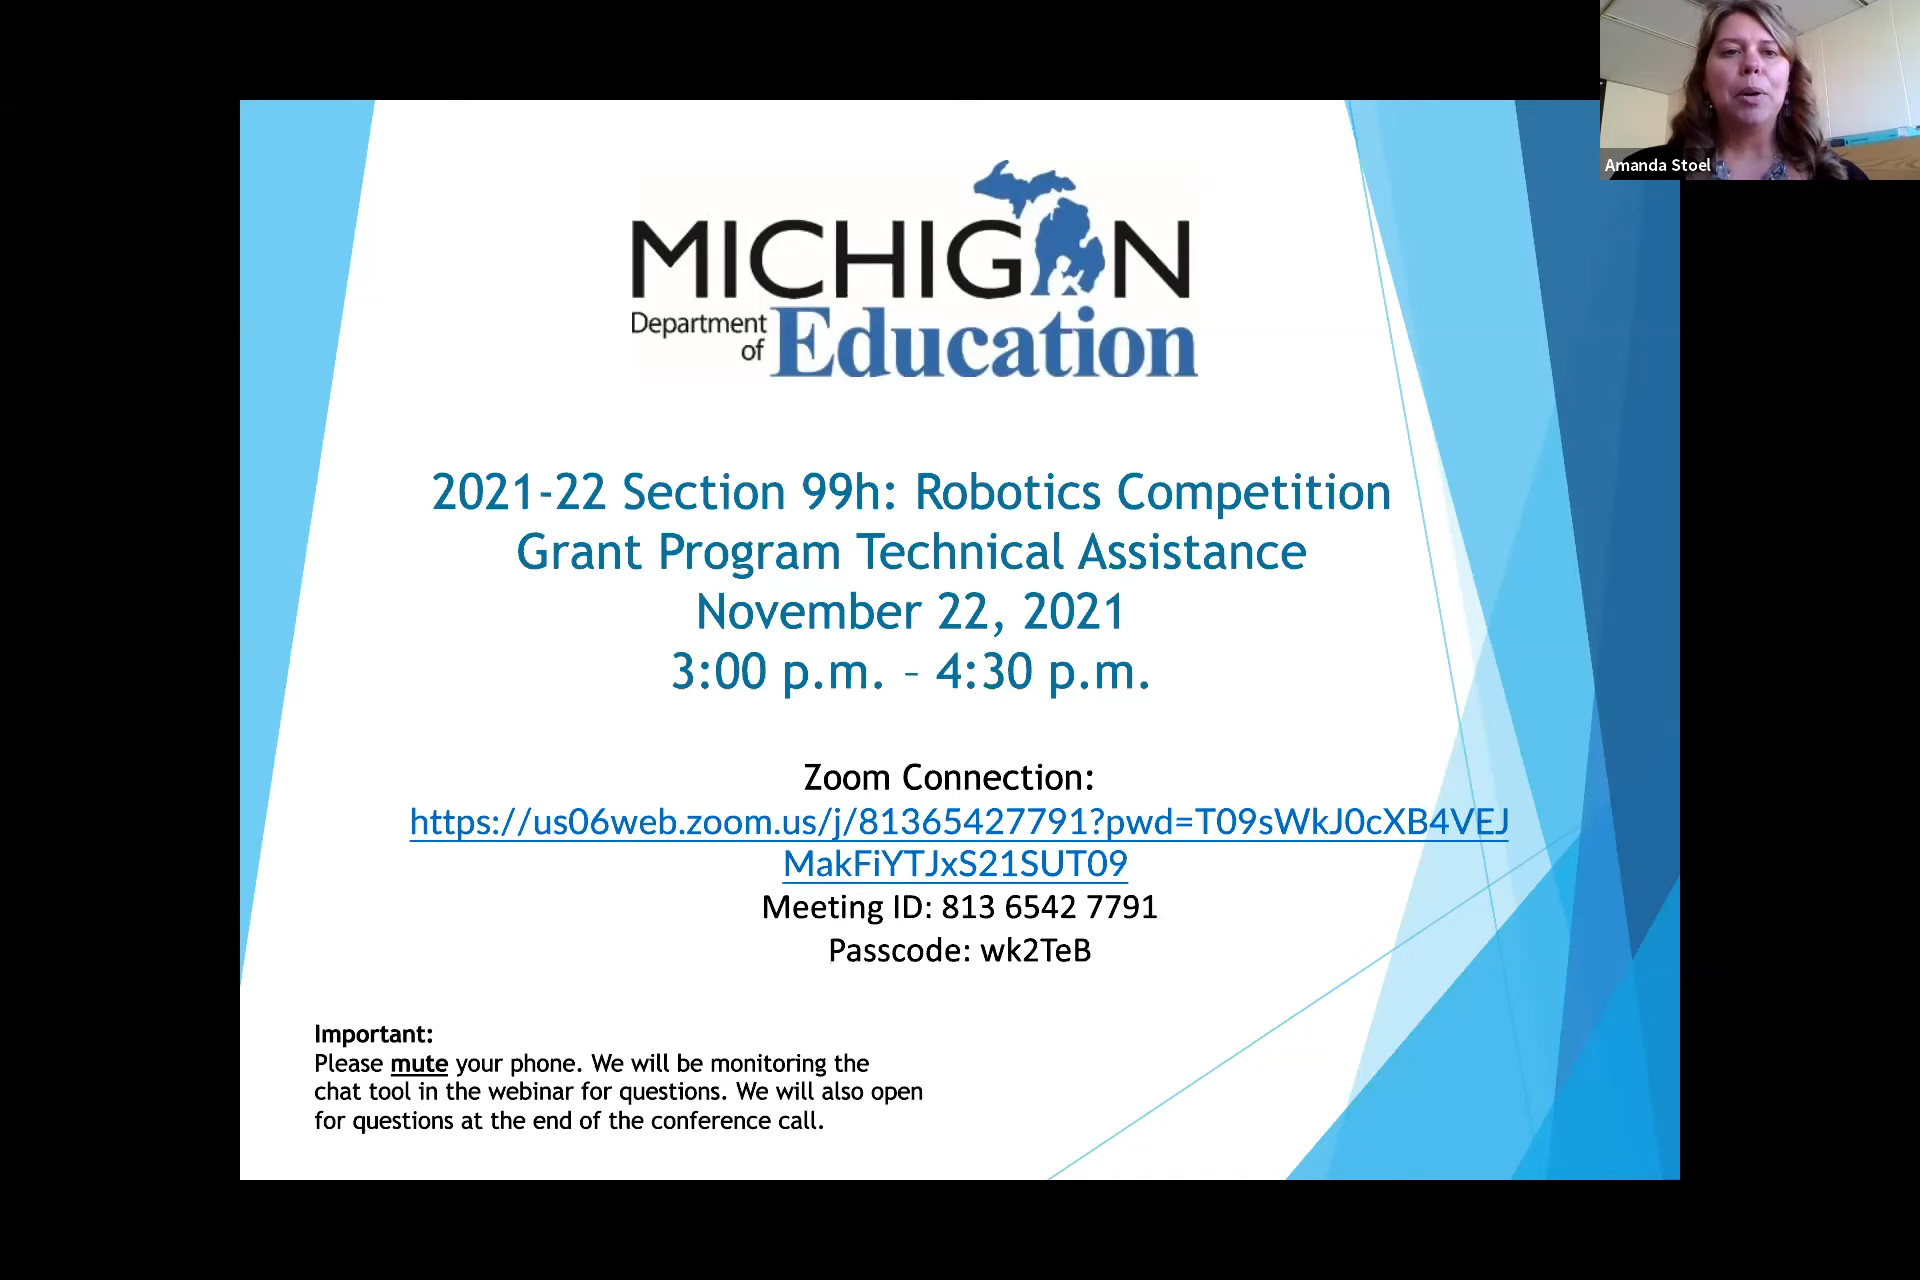 Amanda Stoel
MICHIGAN
Department
of Education
2021-22 Section 99h: Robotics Competition
Grant Program Technical Assistance
November 22, 2021
3:00 p.m. – 4:30 p.m.
Zoom Connection:
https://us06web.zoom.us/j/81365427791?pwd=T09sWkJ0cXB4VEJ
MakFiYTJxS21SUT09
Meeting ID: 813 6542 7791
Passcode: wk2TeB
Important:
Please mute your phone. We will be monitoring the
chat tool in the webinar for questions. We will also open
for questions at the end of the conference call.